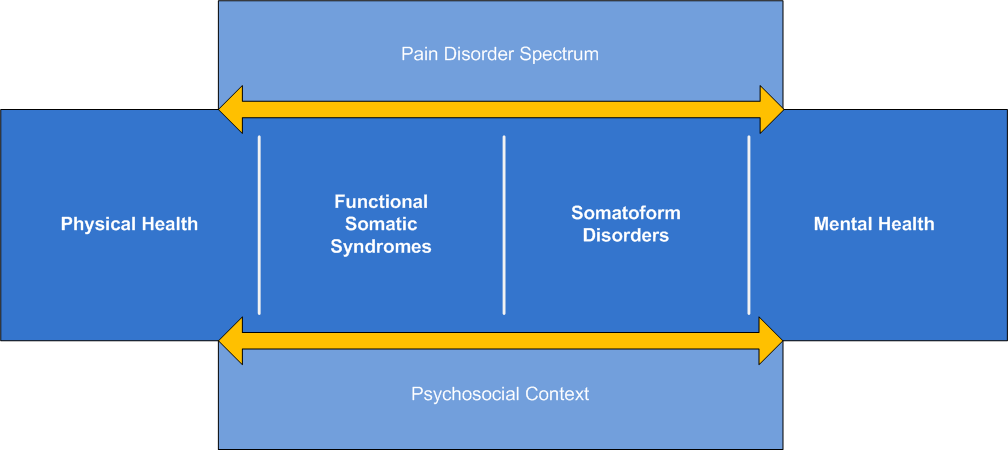 Pain Disorder Spectrum
Physical Health
Functional
Somatic
Syndromes
Somatoform
Disorders
Mental Health
Psychosocial Context